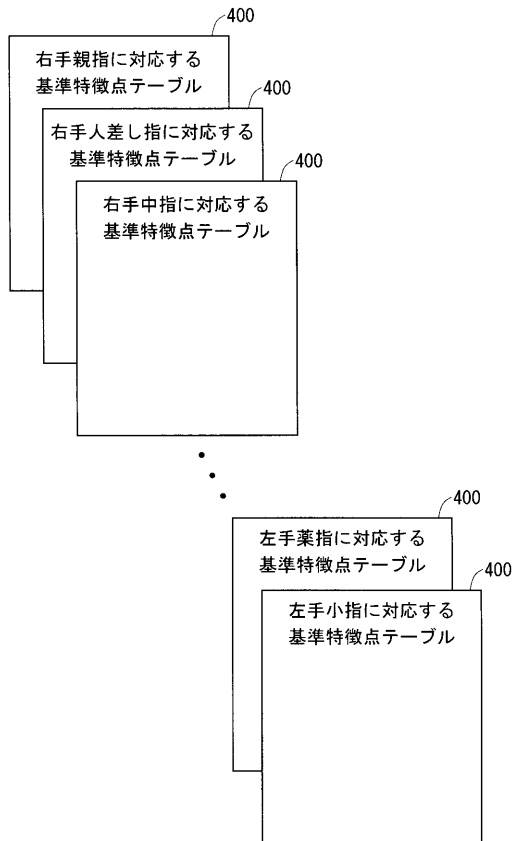 400
右手親指に対応する
基準特徴点テーブル
400
右手人差し指に対応する
基準特徴点テーブル
400
右手中指に対応する
基準特徴点テーブル
400
左手薬指に対応する
基準特徴点テーブル
400
左手小指に対応する
基準特徴点テーブル